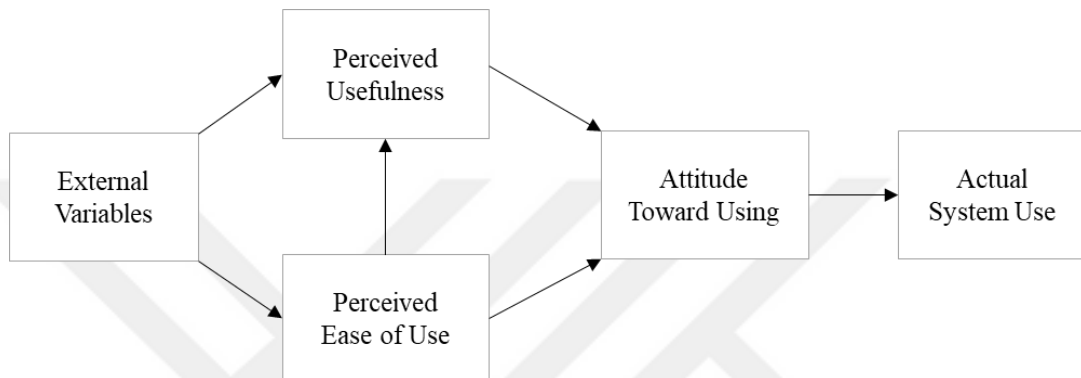 Perceived
Usefulness
External
Variables
Attitude
Toward Using
Actual
System Use
Perceived
Ease of Use